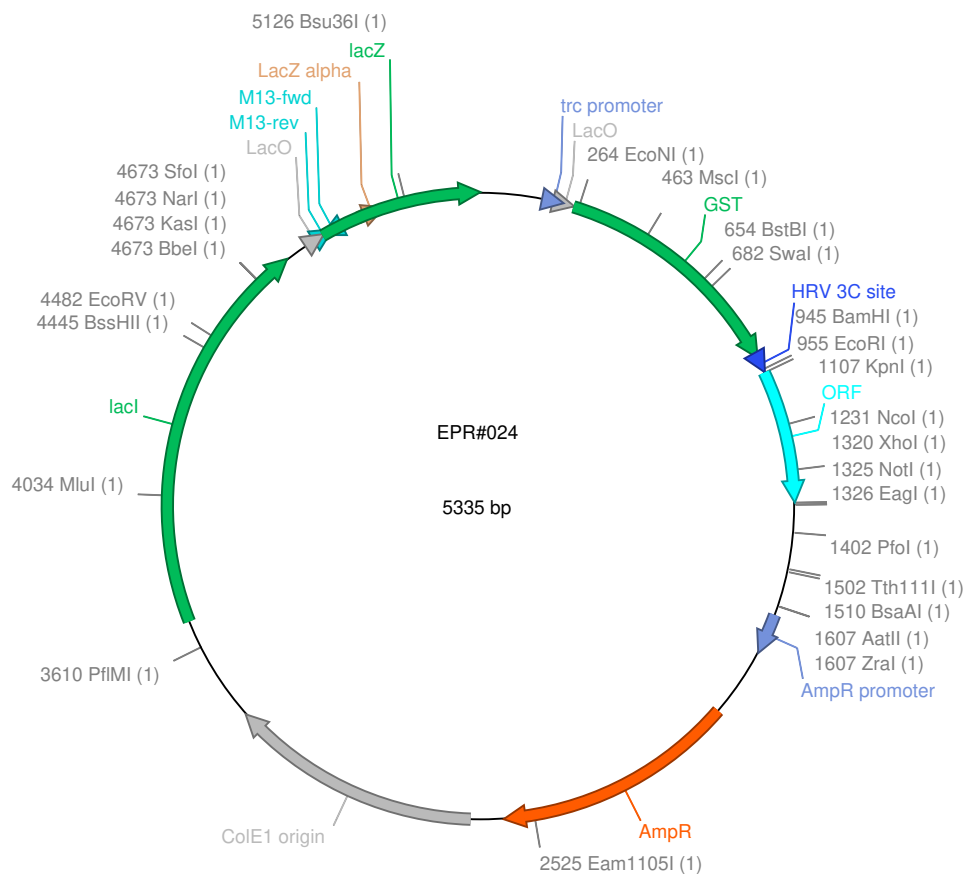 5126 Bsu36I (1)
lacZ
LacZ alpha
M13-fwd
M13-rev
LacO
4673 SfoI (1)
4673 NarI (1)
4673 KasI (1)
4673 BbeI (1)
4482 EcoRV (1)
4445 BssHII (1)
lacI
4034 MluI (1)
3610 PflMI (1)
ColE1 origin
trc promoter
LacO
264 EcoNI (1)
463 MscI (1)
GST
654 BstBI (1)
682 SwaI (1)
HRV 3C site
945 BamHI (1)
955 EcoRI (1)
1107 KpnI (1)
ORF
1231 NcoI (1)
1320 XhoI (1)
1325 NotI (1)
1326 EagI (1)
1402 PfoI (1)
1502 Tth111I (1)
1510 BsaAI (1)
1607 AatII (1)
1607 ZraI (1)
AmpR promoter
AmpR
2525 Eam1105I (1)
EPR#024
5335 bp